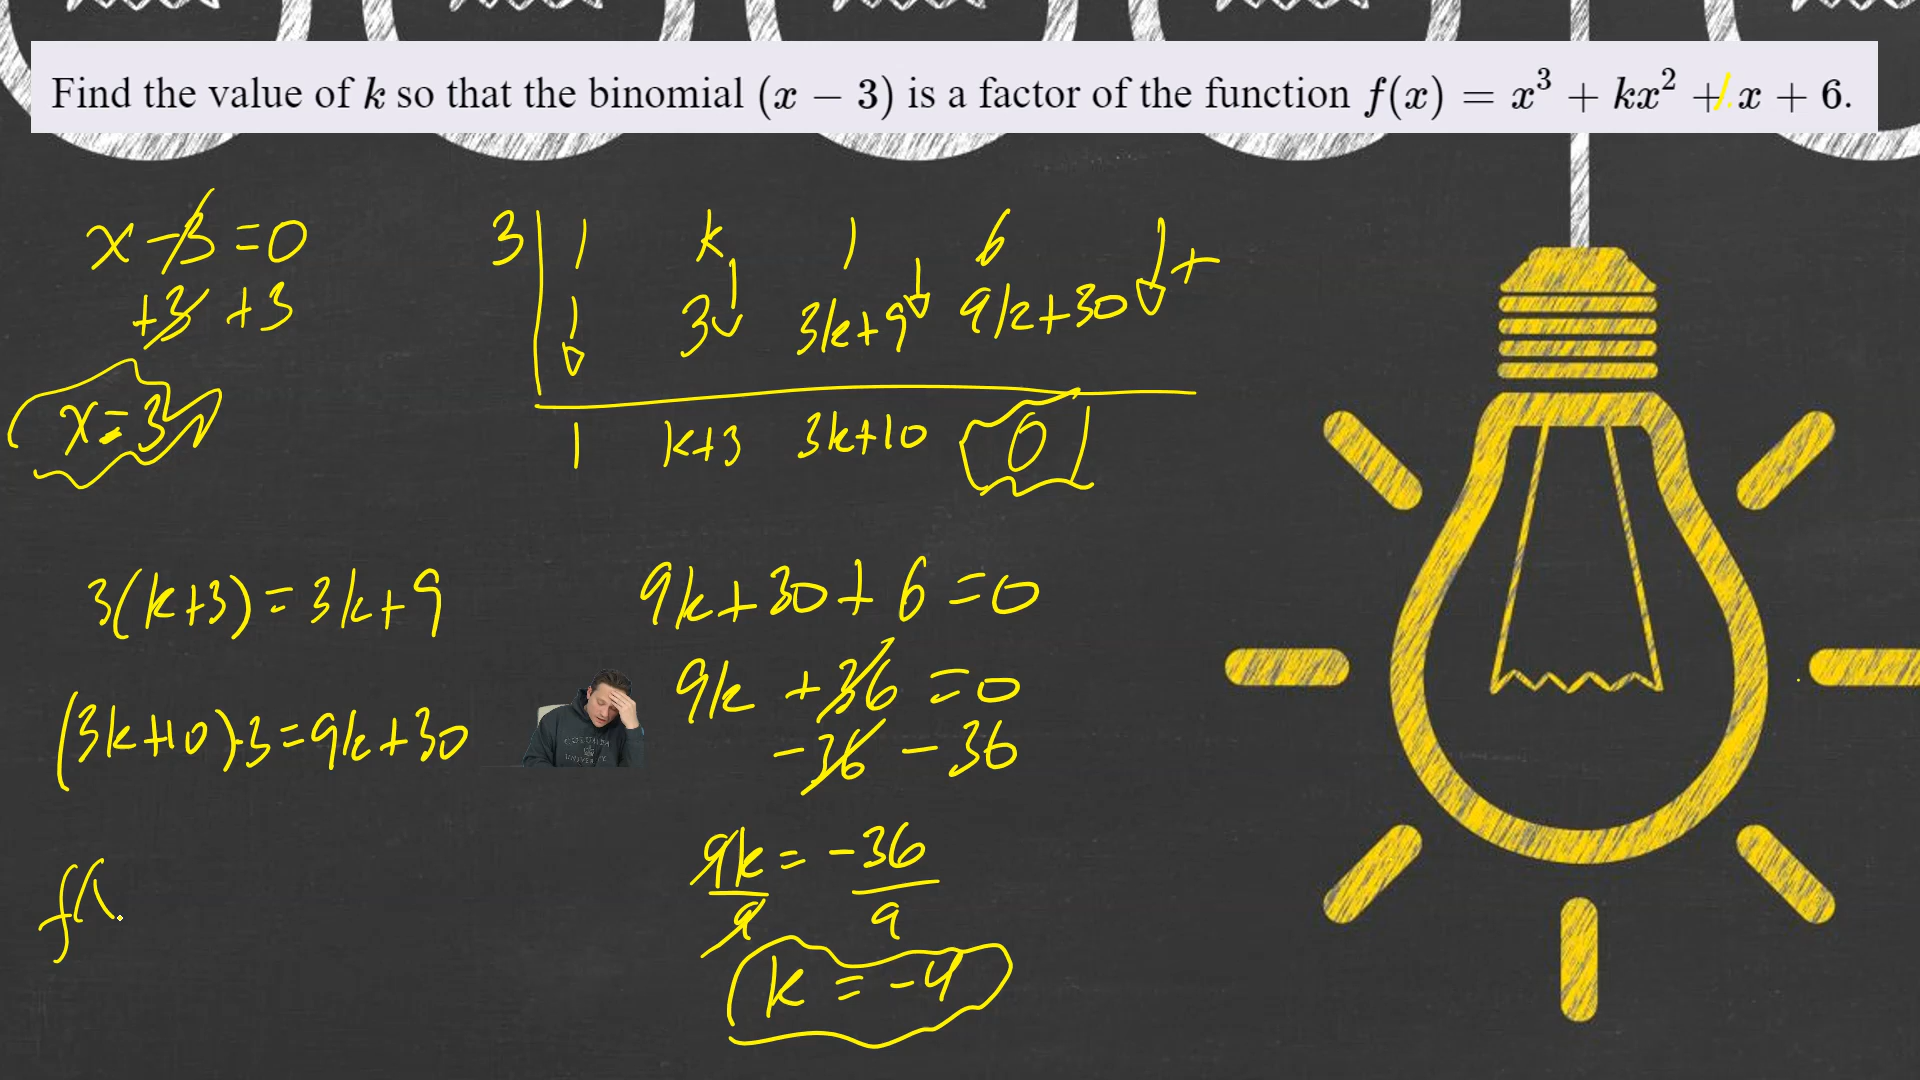 Find the value of k so that the binomial (x − 3) is a factor of the function f(x) = x³ + kx² + 1x + 6.
x - 3 = 0
+3 +3
x = 3
3 | 1 k 1 6 +
3 3k+9 9k+30
1 k+3 3k+10 0
3(k+3) = 3k+9
(3k+10)·3 = 9k+30
f(
9k+30+6=0
9k +36 =0
-36 -36
9k = -36
9 9
k = -4
COLUMBIA
UNIVERSITY